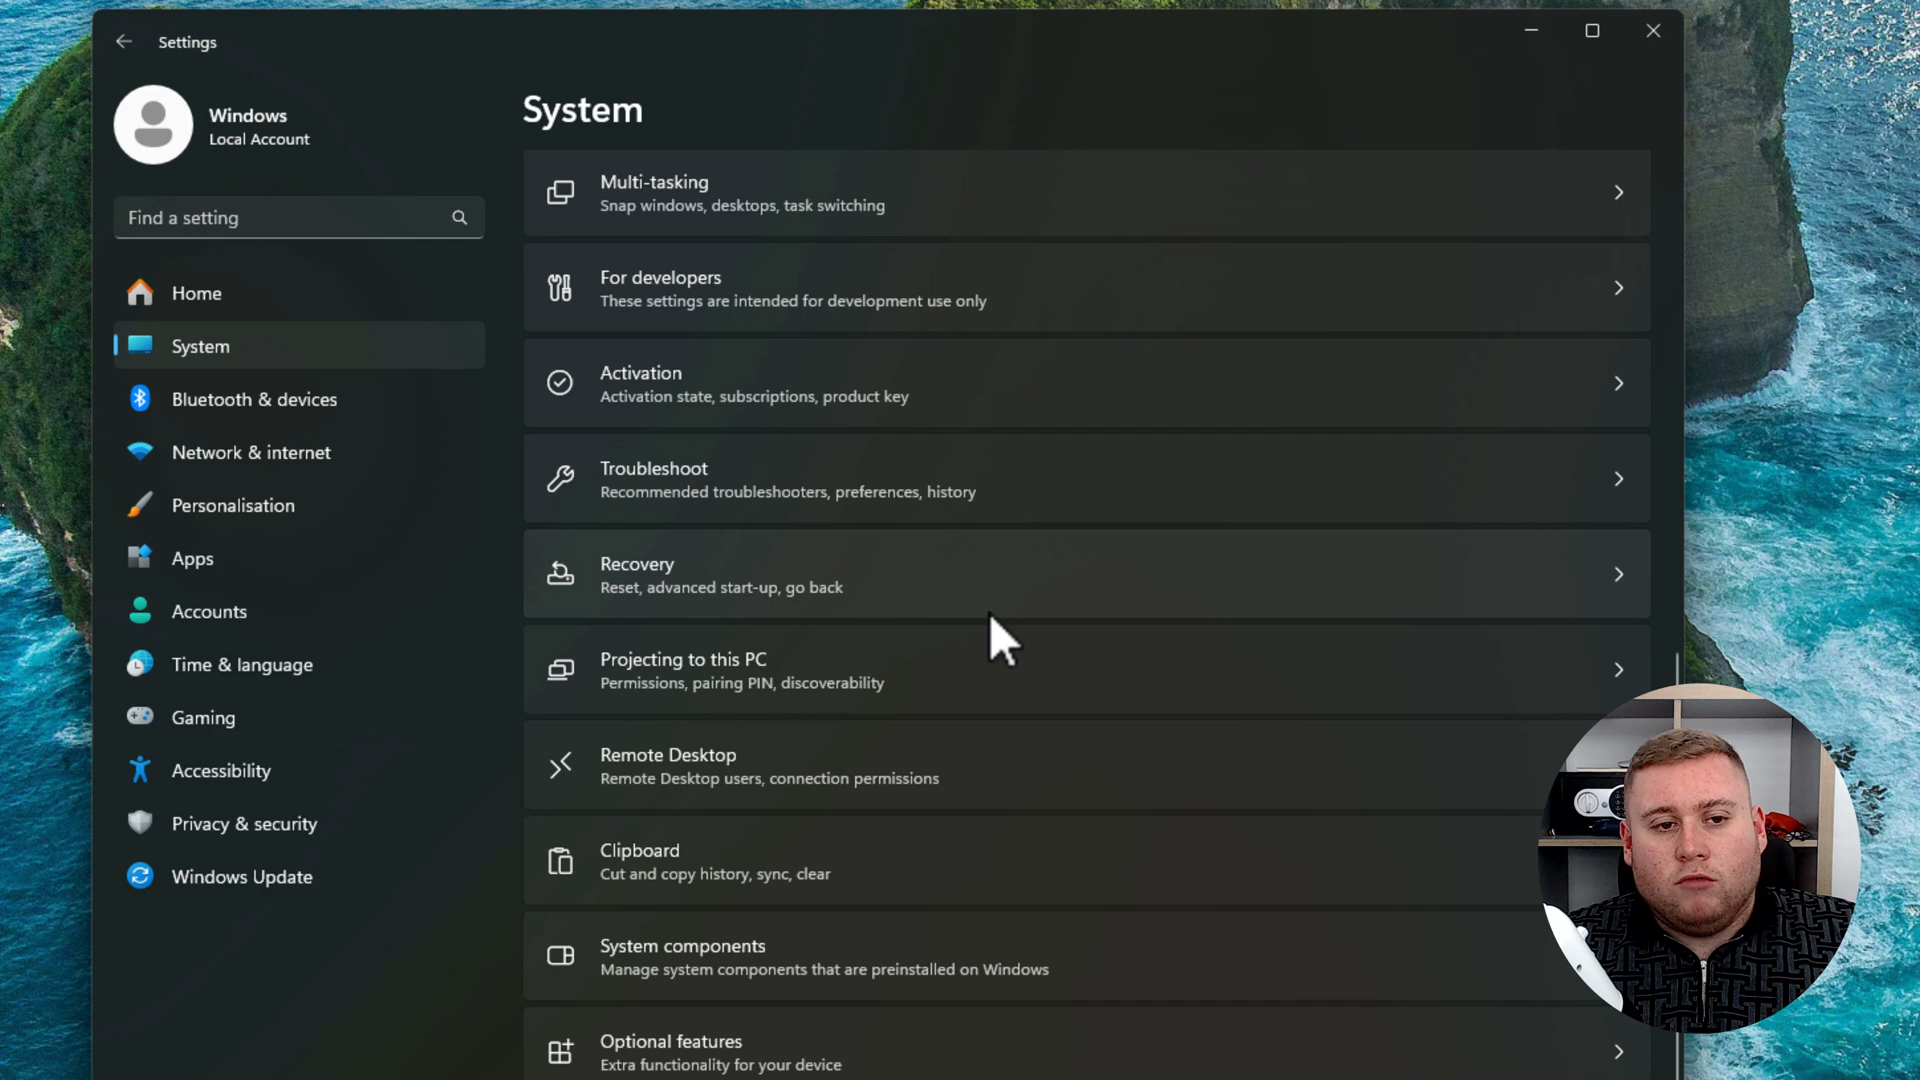 Settings
Windows
Local Account
Find a setting
Home
System
Bluetooth & devices
Network & internet
Personalisation
Apps
Accounts
Time & language
Gaming
Accessibility
Privacy & security
Windows Update
System
Multi-tasking
Snap windows, desktops, task switching
For developers
These settings are intended for development use only
Activation
Activation state, subscriptions, product key
Troubleshoot
Recommended troubleshooters, preferences, history
Recovery
Reset, advanced start-up, go back
Projecting to this PC
Permissions, pairing PIN, discoverability
Remote Desktop
Remote Desktop users, connection permissions
Clipboard
Cut and copy history, sync, clear
System components
Manage system components that are preinstalled on Windows
Optional features
Extra functionality for your device